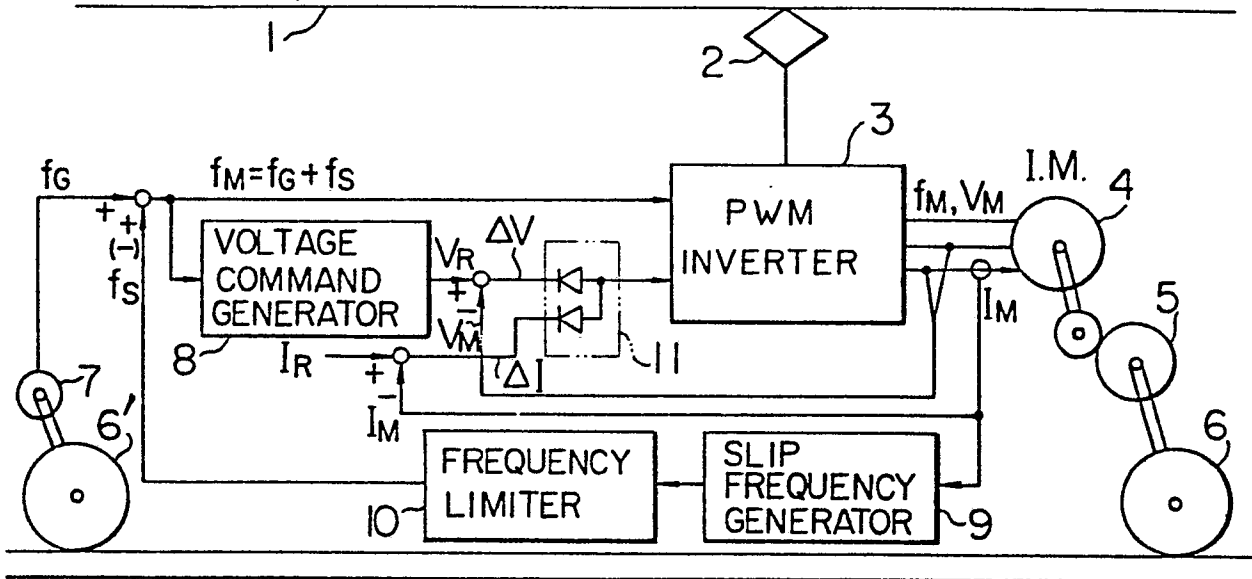 1
2
3
fG
fM=fG+fS
I.M.
fM,VM
4
PWM
INVERTER
+
+
(−)
fS
VOLTAGE
COMMAND
GENERATOR
8
VR
ΔV
+
−
VM
IR
+
−
IM
ΔI
11
IM
5
7
6′
FREQUENCY
LIMITER
10
SLIP
FREQUENCY
GENERATOR
9
6